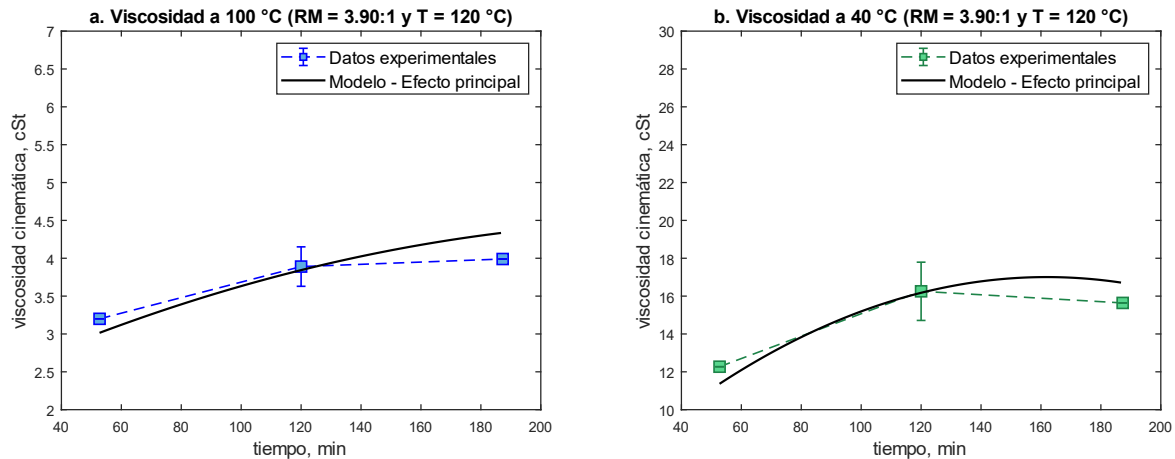 a. Viscosidad a 100 °C (RM = 3.90:1 y T = 120 °C)
7
6.5
6
5.5
5
4.5
4
3.5
3
2.5
2
viscosidad cinemática, cSt
Datos experimentales
Modelo - Efecto principal
40 60 80 100 120 140 160 180 200
tiempo, min
b. Viscosidad a 40 °C (RM = 3.90:1 y T = 120 °C)
30
28
26
24
22
20
18
16
14
12
10
viscosidad cinemática, cSt
Datos experimentales
Modelo - Efecto principal
40 60 80 100 120 140 160 180 200
tiempo, min